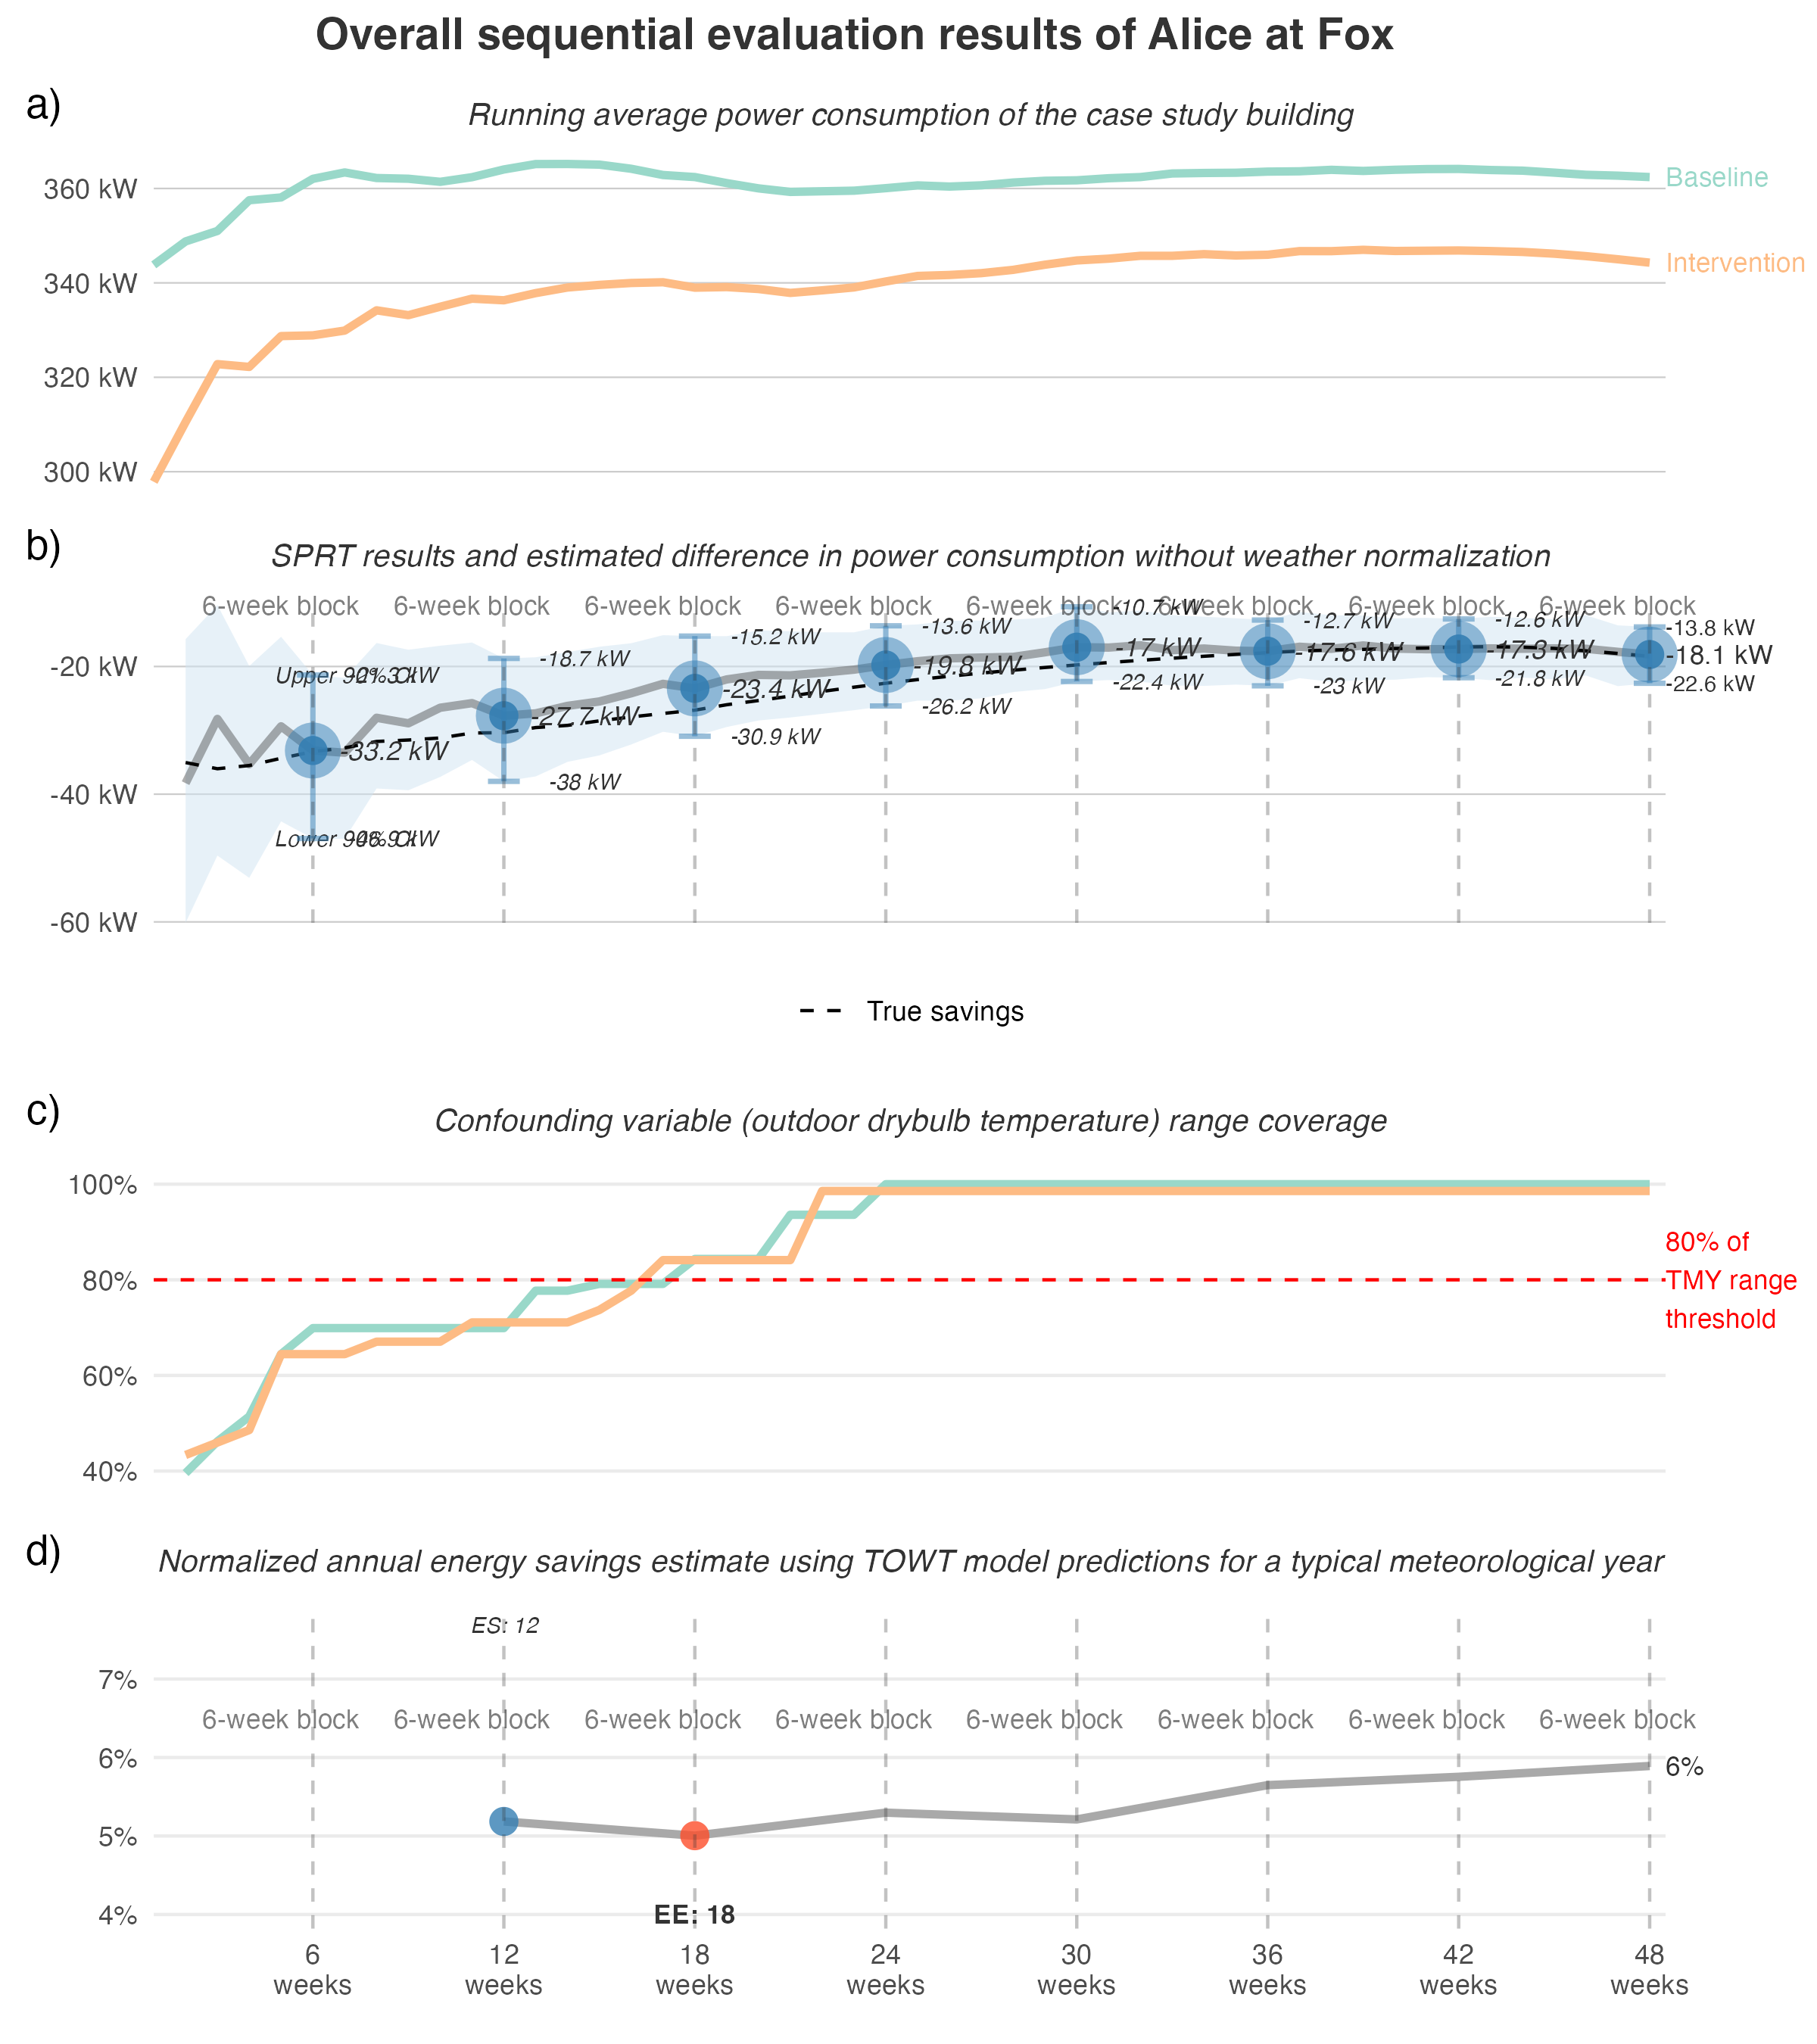 Overall sequential evaluation results of Alice at Fox
a)
Running average power consumption of the case study building
360 kW
340 kW
320 kW
300 kW
Baseline
Intervention
b)
SPRT results and estimated difference in power consumption without weather normalization
6-week block 6-week block 6-week block 6-week block 6-week block 6-week block 6-week block 6-week block
-20 kW
-40 kW
-60 kW
Upper 90% CI
-33.2 kW
Lower 90% CI
-46.9 kW
-18.7 kW
-27.7 kW
-38 kW
-15.2 kW
-23.4 kW
-30.9 kW
-13.6 kW
-19.8 kW
-26.2 kW
-10.7 kW
-17 kW
-22.4 kW
-12.7 kW
-17.6 kW
-23 kW
-12.6 kW
-17.3 kW
-21.8 kW
-13.8 kW
-18.1 kW
-22.6 kW
True savings
c)
Confounding variable (outdoor drybulb temperature) range coverage
100%
80%
60%
40%
80% of
TMY range
threshold
d)
Normalized annual energy savings estimate using TOWT model predictions for a typical meteorological year
ES: 12
7%
6-week block 6-week block 6-week block 6-week block 6-week block 6-week block 6-week block 6-week block
6%
6%
5%
4%
EE: 18
6 12 18 24 30 36 42 48
weeks weeks weeks weeks weeks weeks weeks weeks